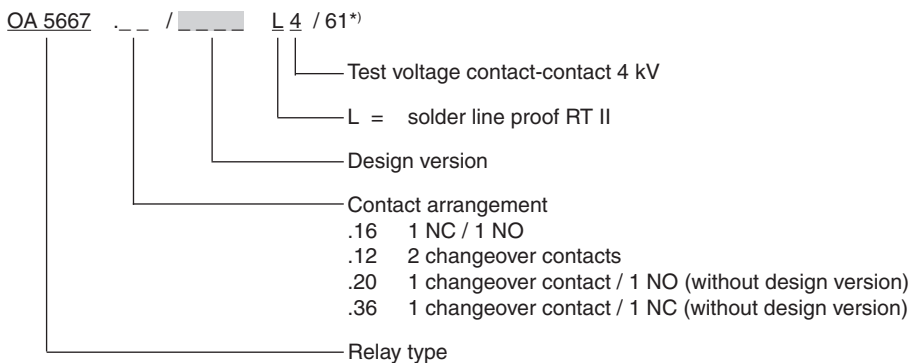 OA 5667 ._ _ / _ _ _ _ L 4 / 61*)
Test voltage contact-contact 4 kV
L = solder line proof RT II
Design version
Contact arrangement
.16 1 NC / 1 NO
.12 2 changeover contacts
.20 1 changeover contact / 1 NO (without design version)
.36 1 changeover contact / 1 NC (without design version)
Relay type